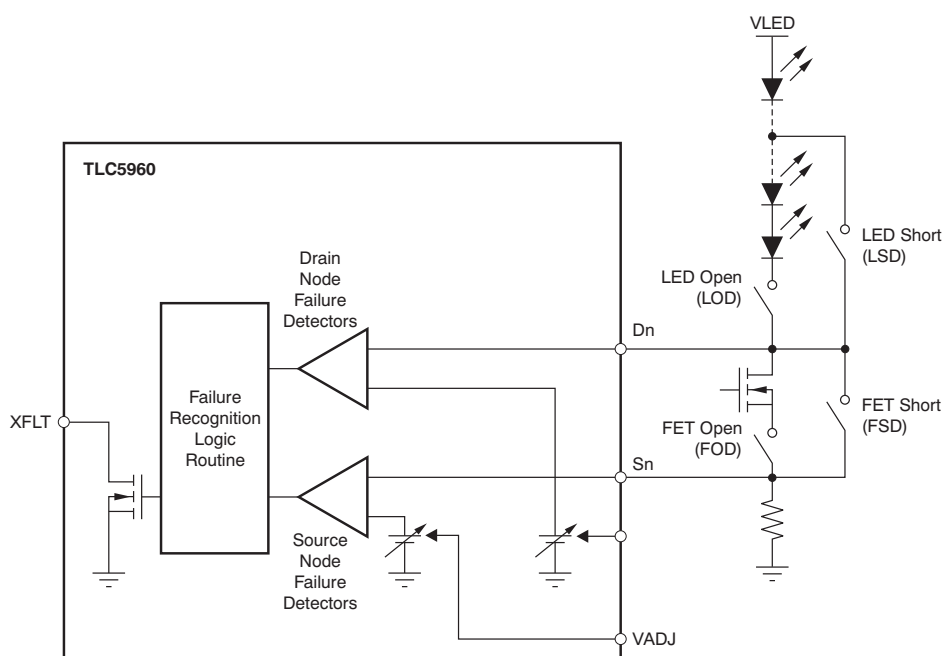 VLED
TLC5960
LED Short
(LSD)
Drain
Node
Failure
Detectors
LED Open
(LOD)
Dn
Failure
Recognition
Logic
Routine
XFLT
FET Short
(FSD)
FET Open
(FOD)
Sn
Source
Node
Failure
Detectors
VADJ